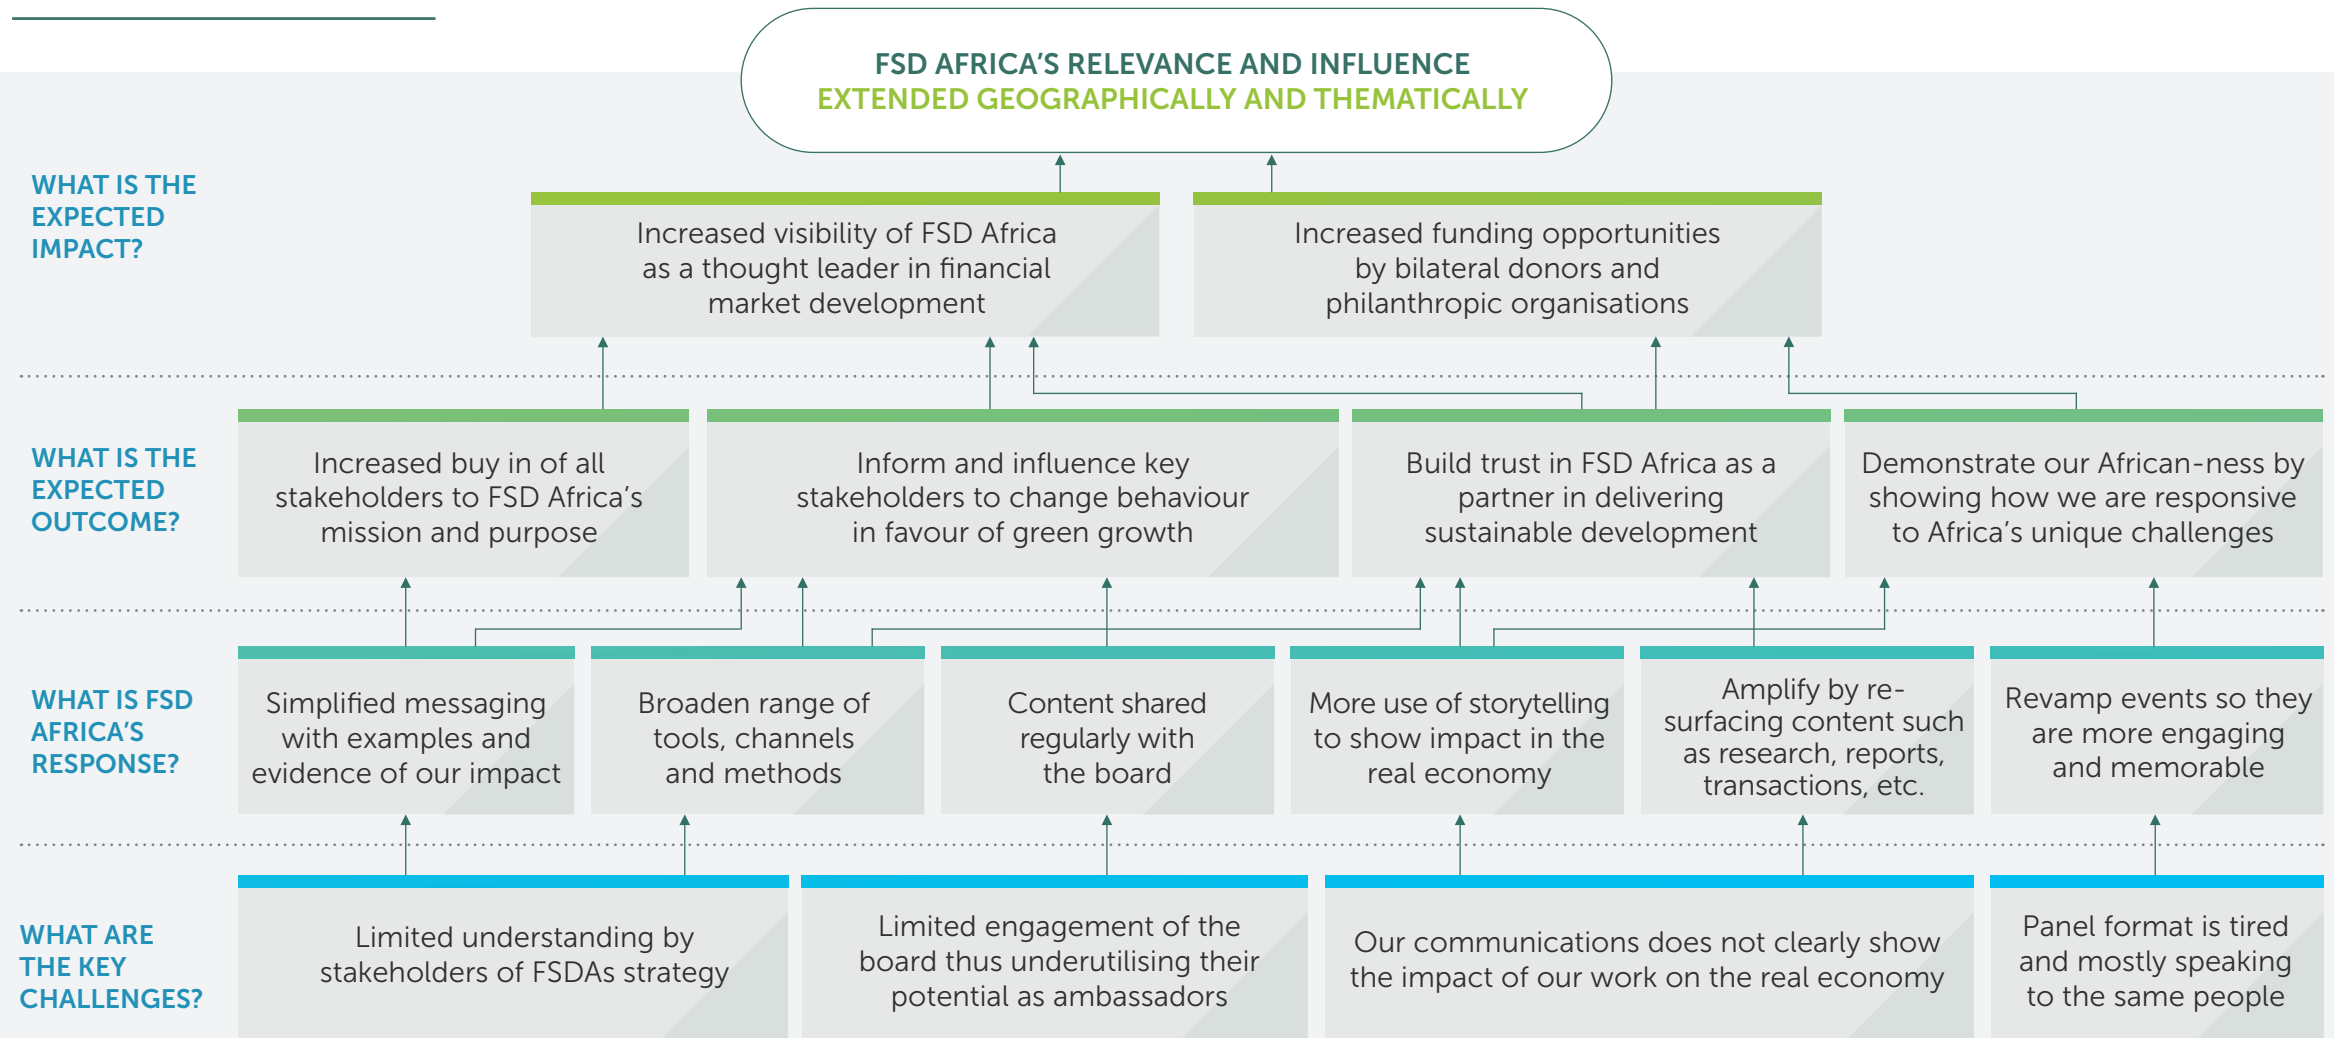 FSD AFRICA’S RELEVANCE AND INFLUENCE
EXTENDED GEOGRAPHICALLY AND THEMATICALLY
WHAT IS THE
EXPECTED
IMPACT?
Increased visibility of FSD Africa
as a thought leader in financial
market development
Increased funding opportunities
by bilateral donors and
philanthropic organisations
WHAT IS THE
EXPECTED
OUTCOME?
Increased buy in of all
stakeholders to FSD Africa’s
mission and purpose
Inform and influence key
stakeholders to change behaviour
in favour of green growth
Build trust in FSD Africa as a
partner in delivering
sustainable development
Demonstrate our African-ness by
showing how we are responsive
to Africa’s unique challenges
WHAT IS FSD
AFRICA’S
RESPONSE?
Simplified messaging
with examples and
evidence of our impact
Broaden range of
tools, channels
and methods
Content shared
regularly with
the board
More use of storytelling
to show impact in the
real economy
Amplify by re-
surfacing content such
as research, reports,
transactions, etc.
Revamp events so they
are more engaging
and memorable
WHAT ARE
THE KEY
CHALLENGES?
Limited understanding by
stakeholders of FSDAs strategy
Limited engagement of the
board thus underutilising their
potential as ambassadors
Our communications does not clearly show
the impact of our work on the real economy
Panel format is tired
and mostly speaking
to the same people